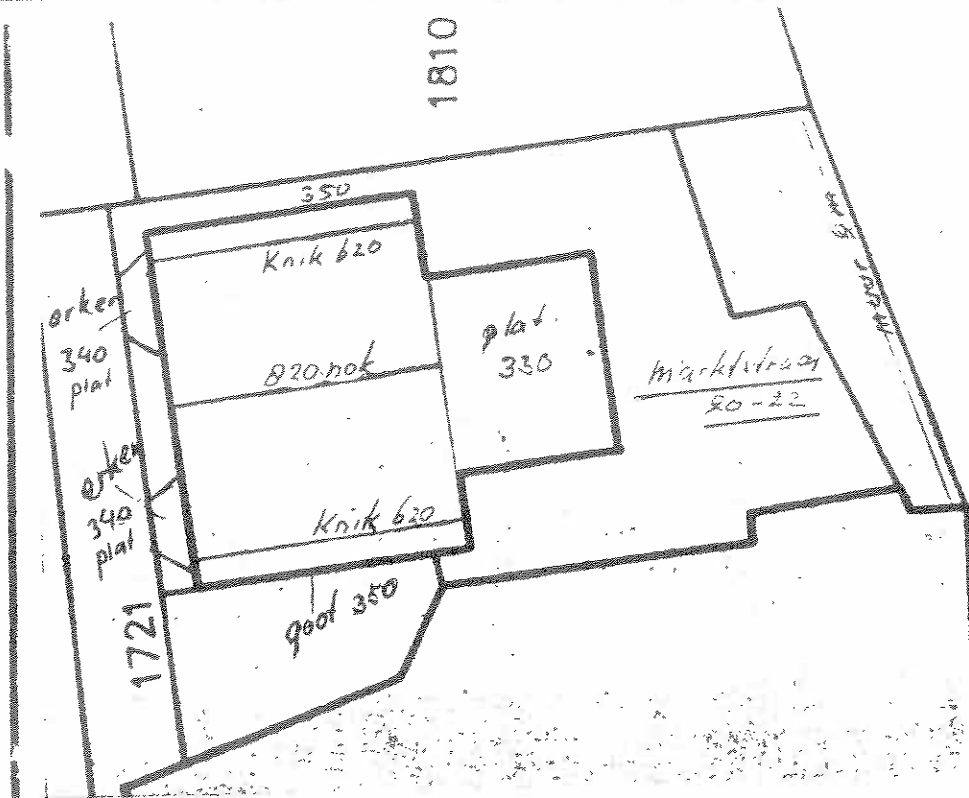 1810
350
Knik 620
erker
340
plat
plat.
330
820 nok
20-22
erker
340
plat
Knik 620
goot 350
1721